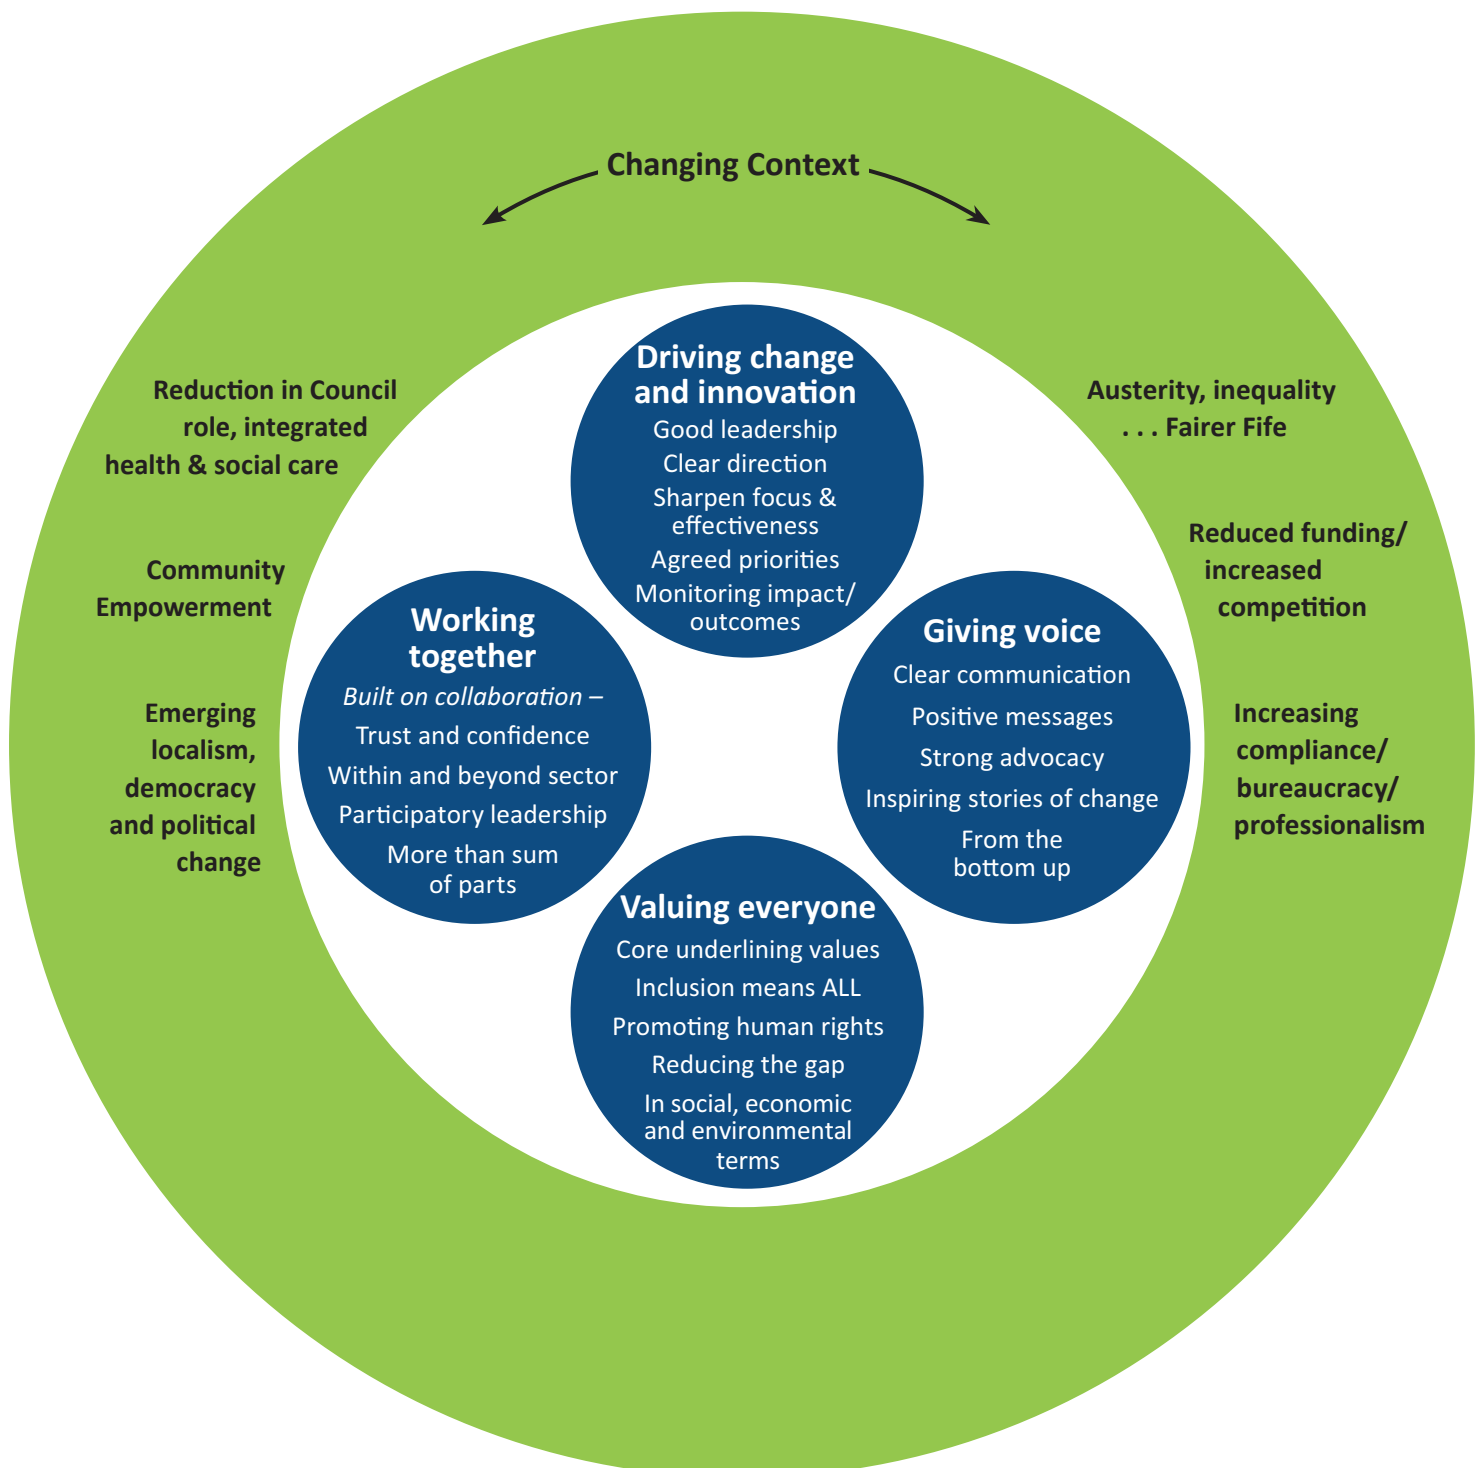 Changing Context
Reduction in Council
role, integrated
health & social care
Community
Empowerment
Emerging
localism,
democracy
and political
change
Austerity, inequality
. . . Fairer Fife
Reduced funding/
increased
competition
Increasing
compliance/
bureaucracy/
professionalism
Driving change
and innovation
Good leadership
Clear direction
Sharpen focus &
effectiveness
Agreed priorities
Monitoring impact/
outcomes
Working
together
Built on collaboration –
Trust and confidence
Within and beyond sector
Participatory leadership
More than sum
of parts
Giving voice
Clear communication
Positive messages
Strong advocacy
Inspiring stories of change
From the
bottom up
Valuing everyone
Core underlining values
Inclusion means ALL
Promoting human rights
Reducing the gap
In social, economic
and environmental
terms